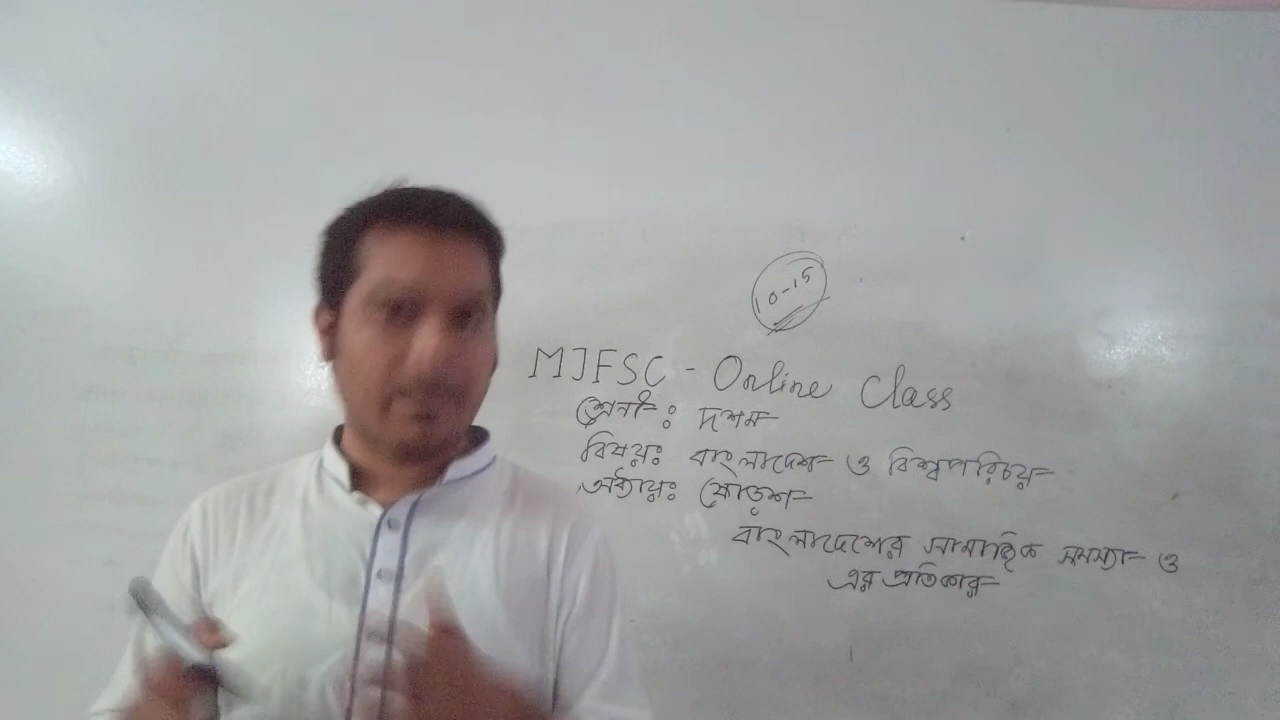 10-15
MJFSC - Online Class
শ্রেণী : দশম
বিষয়ঃ বাংলাদেশ ও বিশ্বপরিচয়
অধ্যায়ঃ ষোড়শ
বাংলাদেশের সামাজিক সমস্যা ও
এর প্রতিকার